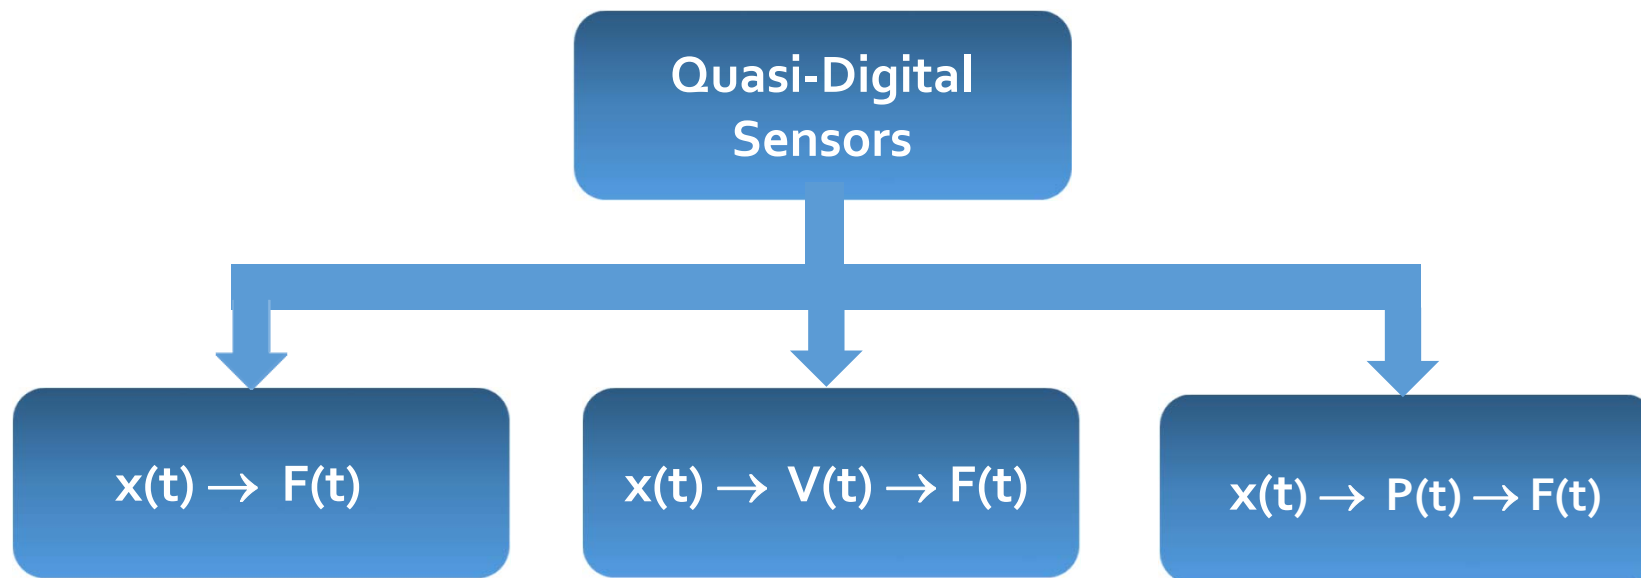 Quasi-Digital
Sensors
x(t) → F(t)
x(t) → V(t) → F(t)
x(t) → P(t) → F(t)